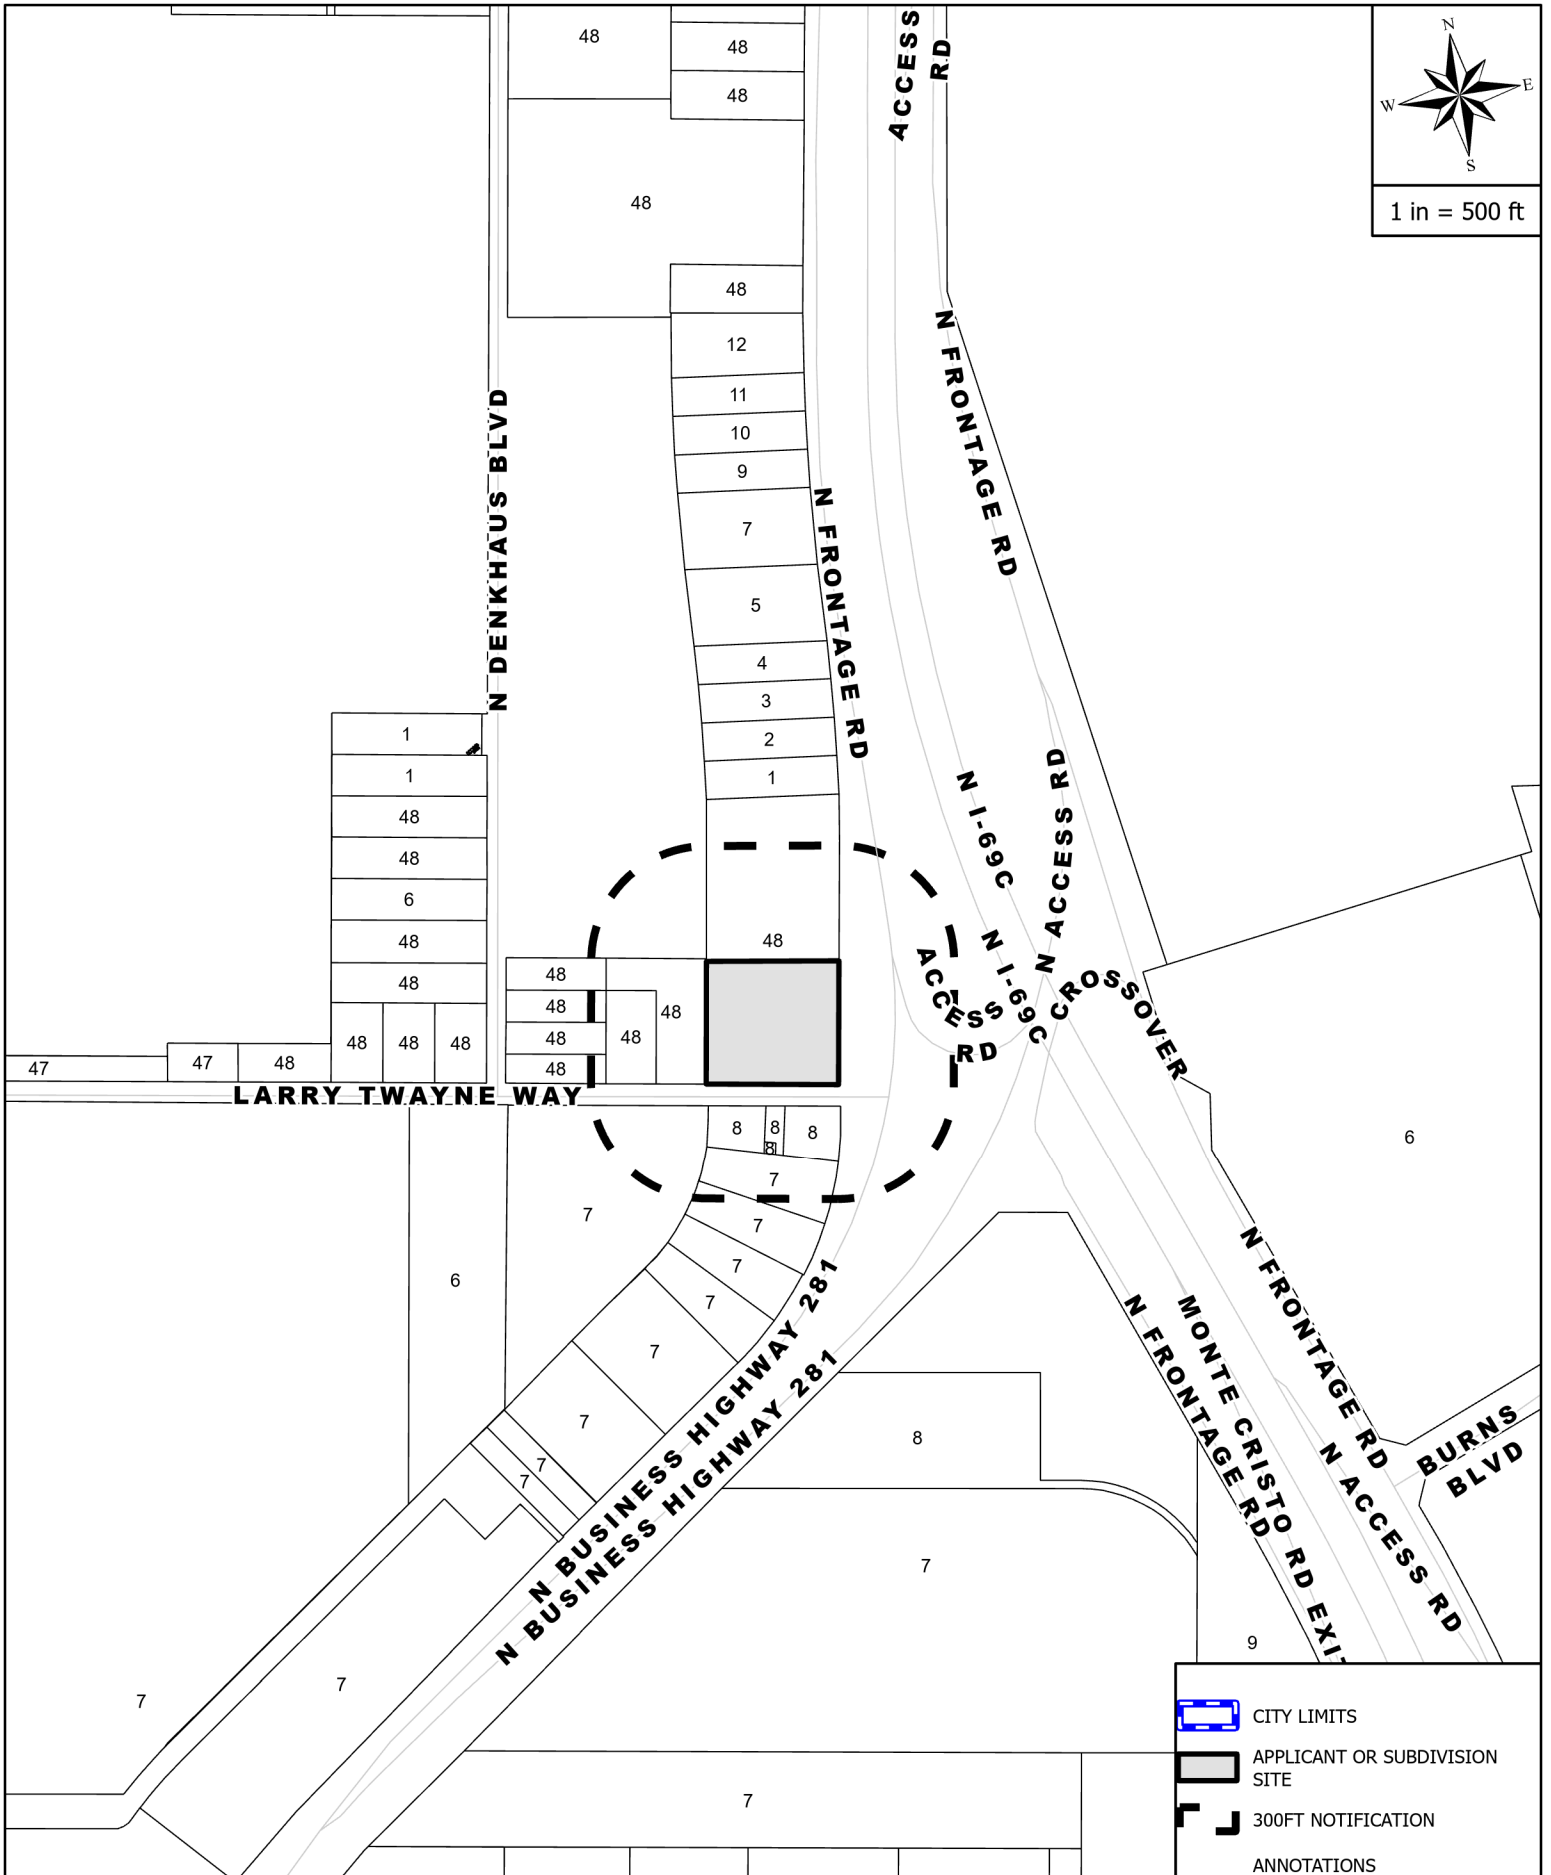 48
48
48
48
48
12
11
10
9
7
5
4
3
2
1
48
ACCESS
RD
N
W
E
S
1 in = 500 ft
N DENKHAUS BLVD
N FRONTAGE RD
N FRONTAGE RD
N I-69C
N ACCESS RD
N I-69C
ACCESS
RD
CROSSOVER
1
1
48
48
6
48
48
48
48
48
47
47
48
48
48
48
48
48
48
LARRY TWAYNE WAY
8
8
8
8
7
7
7
7
7
7
7
7
7
6
6
N BUSINESS HIGHWAY 281
N BUSINESS HIGHWAY 281
N FRONTAGE RD
MONTE CRISTO RD EXI
N FRONTAGE RD
N ACCESS RD
BURNS
BLVD
8
7
9
7
7
7
CITY LIMITS
APPLICANT OR SUBDIVISION
SITE
300FT NOTIFICATION
ANNOTATIONS